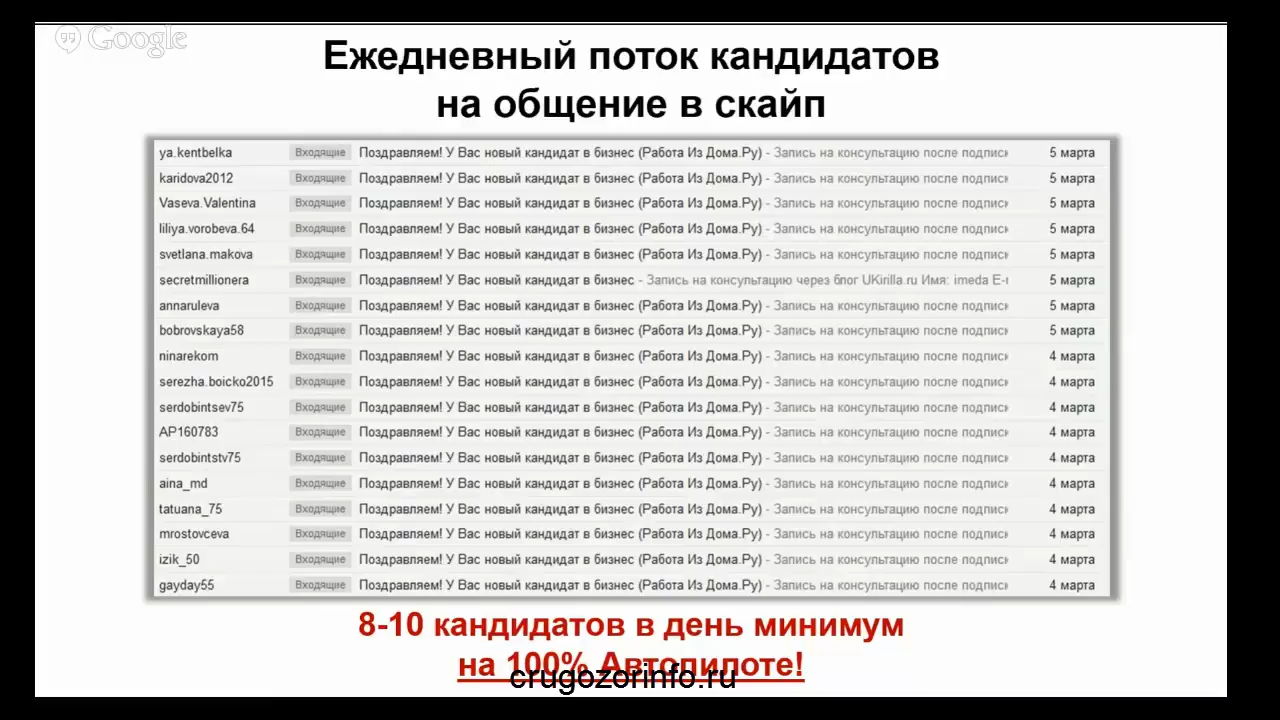 Google
Ежедневный поток кандидатов
на общение в скайп
ya.kentbelka Входящие Поздравляем! У Вас новый кандидат в бизнес (Работа Из Дома.Ру) - Запись на консультацию после подписк 5 марта
karidova2012 Входящие Поздравляем! У Вас новый кандидат в бизнес (Работа Из Дома.Ру) - Запись на консультацию после подписк 5 марта
Vaseva.Valentina Входящие Поздравляем! У Вас новый кандидат в бизнес (Работа Из Дома.Ру) - Запись на консультацию после подписк 5 марта
liliya.vorobeva.64 Входящие Поздравляем! У Вас новый кандидат в бизнес (Работа Из Дома.Ру) - Запись на консультацию после подписк 5 марта
svetlana.makova Входящие Поздравляем! У Вас новый кандидат в бизнес (Работа Из Дома.Ру) - Запись на консультацию после подписк 5 марта
secretmillionera Входящие Поздравляем! У Вас новый кандидат в бизнес - Запись на консультацию через блог UKirilla.ru Имя: imeda E-r 5 марта
annaruleva Входящие Поздравляем! У Вас новый кандидат в бизнес (Работа Из Дома.Ру) - Запись на консультацию после подписк 5 марта
bobrovskaya58 Входящие Поздравляем! У Вас новый кандидат в бизнес (Работа Из Дома.Ру) - Запись на консультацию после подписк 5 марта
ninarekom Входящие Поздравляем! У Вас новый кандидат в бизнес (Работа Из Дома.Ру) - Запись на консультацию после подписк 4 марта
serezha.boicko2015 Входящие Поздравляем! У Вас новый кандидат в бизнес (Работа Из Дома.Ру) - Запись на консультацию после подписк 4 марта
serdobintsev75 Входящие Поздравляем! У Вас новый кандидат в бизнес (Работа Из Дома.Ру) - Запись на консультацию после подписк 4 марта
AP160783 Входящие Поздравляем! У Вас новый кандидат в бизнес (Работа Из Дома.Ру) - Запись на консультацию после подписк 4 марта
serdobintstv75 Входящие Поздравляем! У Вас новый кандидат в бизнес (Работа Из Дома.Ру) - Запись на консультацию после подписк 4 марта
aina_md Входящие Поздравляем! У Вас новый кандидат в бизнес (Работа Из Дома.Ру) - Запись на консультацию после подписк 4 марта
tatuana_75 Входящие Поздравляем! У Вас новый кандидат в бизнес (Работа Из Дома.Ру) - Запись на консультацию после подписк 4 марта
mrostovceva Входящие Поздравляем! У Вас новый кандидат в бизнес (Работа Из Дома.Ру) - Запись на консультацию после подписк 4 марта
izik_50 Входящие Поздравляем! У Вас новый кандидат в бизнес (Работа Из Дома.Ру) - Запись на консультацию после подписк 4 марта
gayday55 Входящие Поздравляем! У Вас новый кандидат в бизнес (Работа Из Дома.Ру) - Запись на консультацию после подписк 4 марта
8-10 кандидатов в день минимум
на 100% Автопилоте!
crugozorinfo.ru